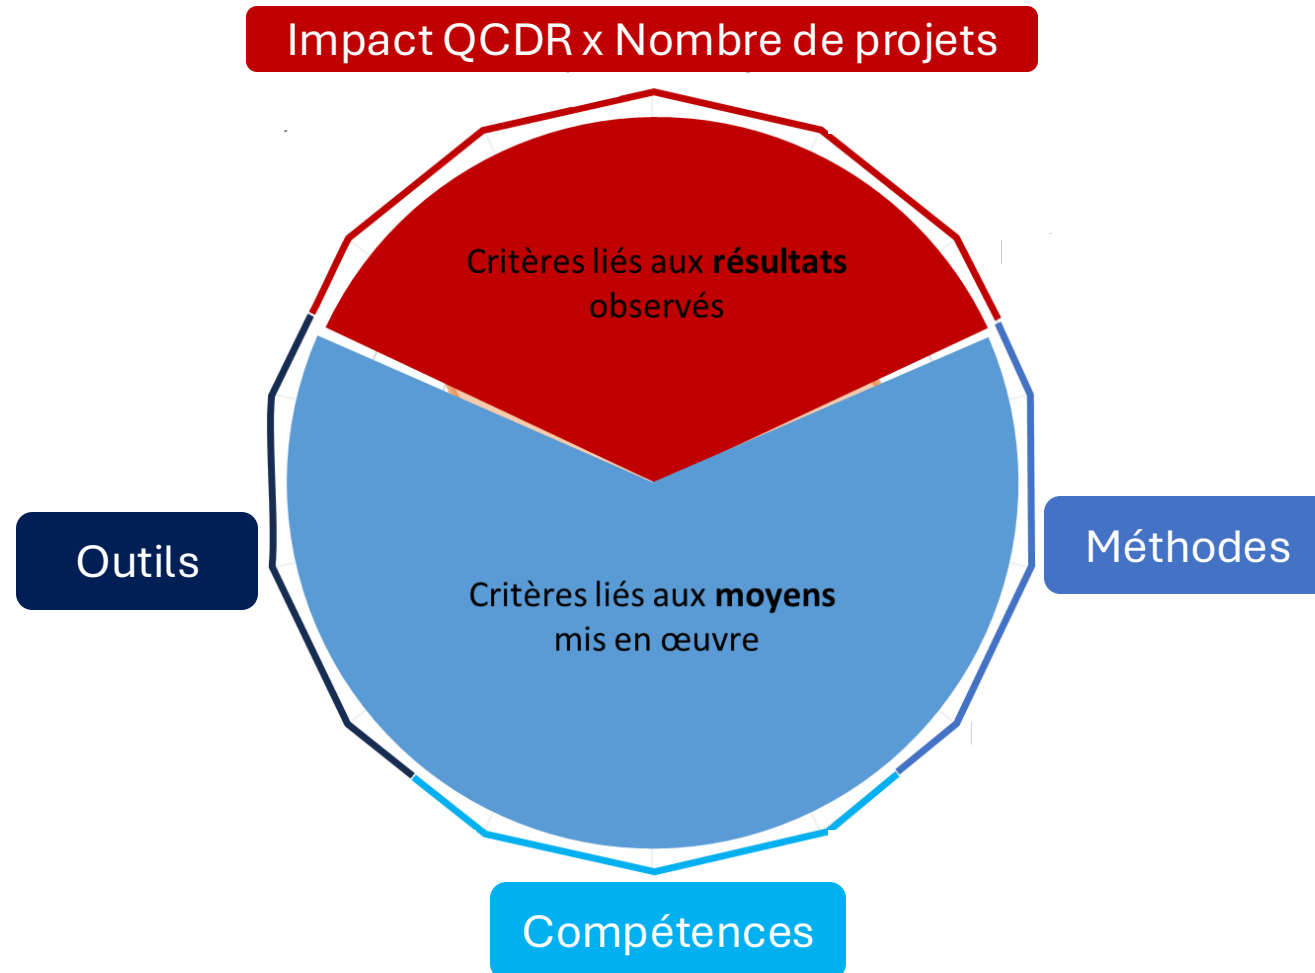 Impact QCDR x Nombre de projets
Critères liés aux résultats
observés
Outils
Méthodes
Critères liés aux moyens
mis en œuvre
Compétences